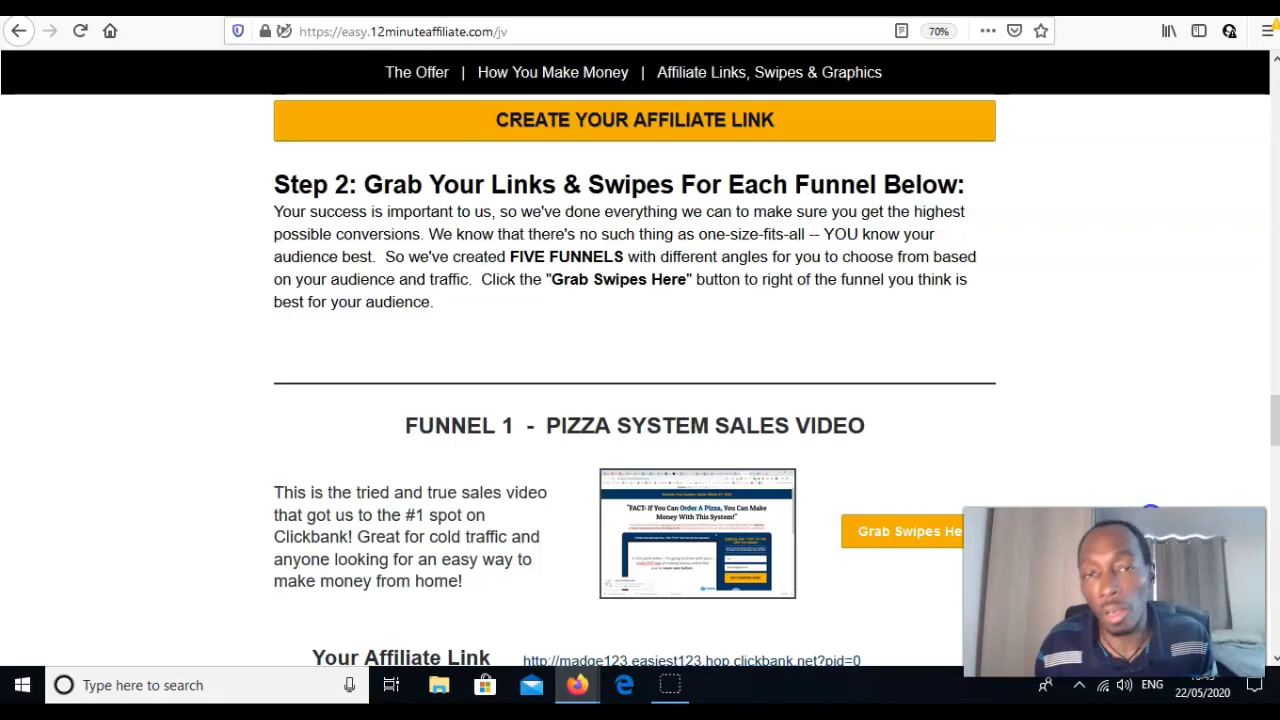 https://easy.12minuteaffiliate.com/jv
70%
The Offer | How You Make Money | Affiliate Links, Swipes & Graphics
CREATE YOUR AFFILIATE LINK
Step 2: Grab Your Links & Swipes For Each Funnel Below:
Your success is important to us, so we've done everything we can to make sure you get the highest
possible conversions. We know that there's no such thing as one-size-fits-all -- YOU know your
audience best. So we've created FIVE FUNNELS with different angles for you to choose from based
on your audience and traffic. Click the "Grab Swipes Here" button to right of the funnel you think is
best for your audience.
FUNNEL 1 - PIZZA SYSTEM SALES VIDEO
This is the tried and true sales video
that got us to the #1 spot on
Clickbank! Great for cold traffic and
anyone looking for an easy way to
make money from home!
"FACT: If You Can Order A Pizza, You Can Make
Money With This System!"
Grab Swipes He
Your Affiliate Link
http://madge123.easiest123.hop.clickbank.net?pid=0
Type here to search
ENG
22/05/2020